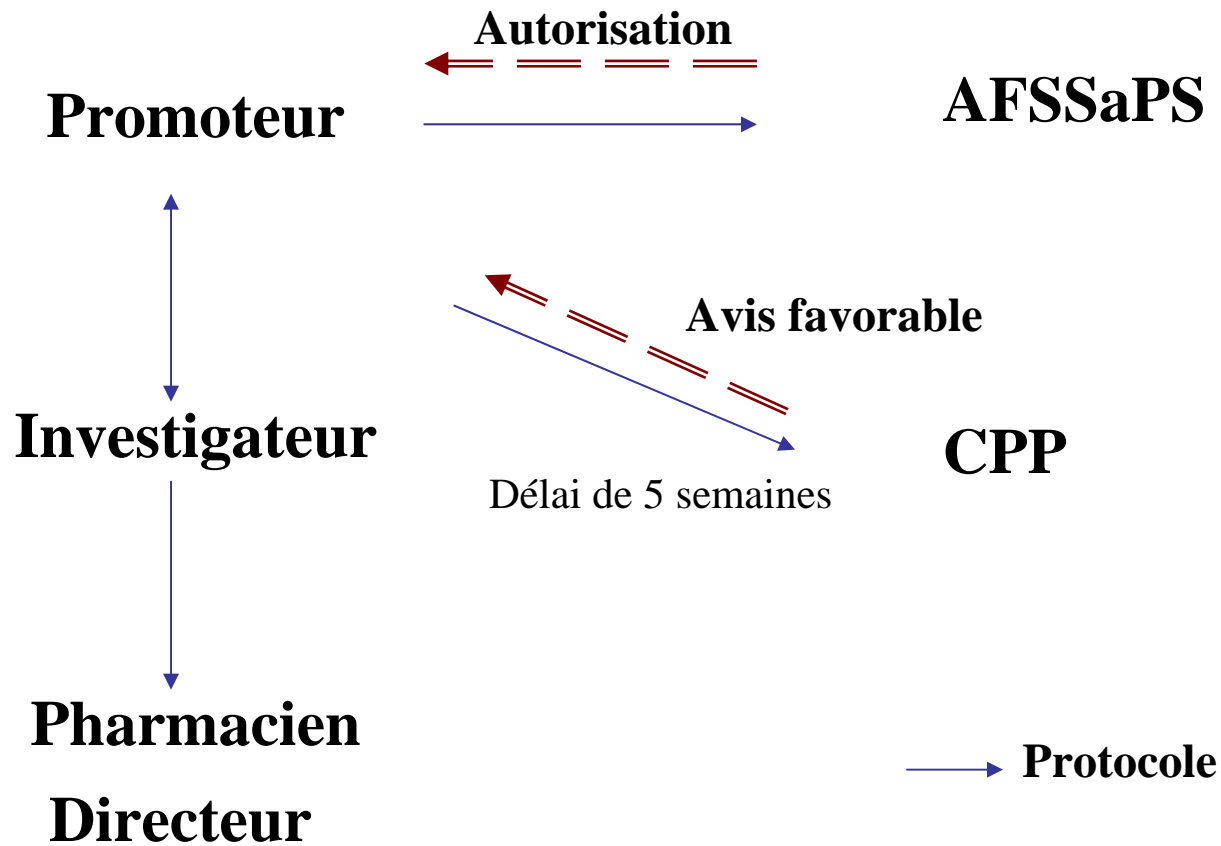 Autorisation
Promoteur
AFSSaPS
Avis favorable
Investigateur
CPP
Délai de 5 semaines
Pharmacien
Directeur
Protocole